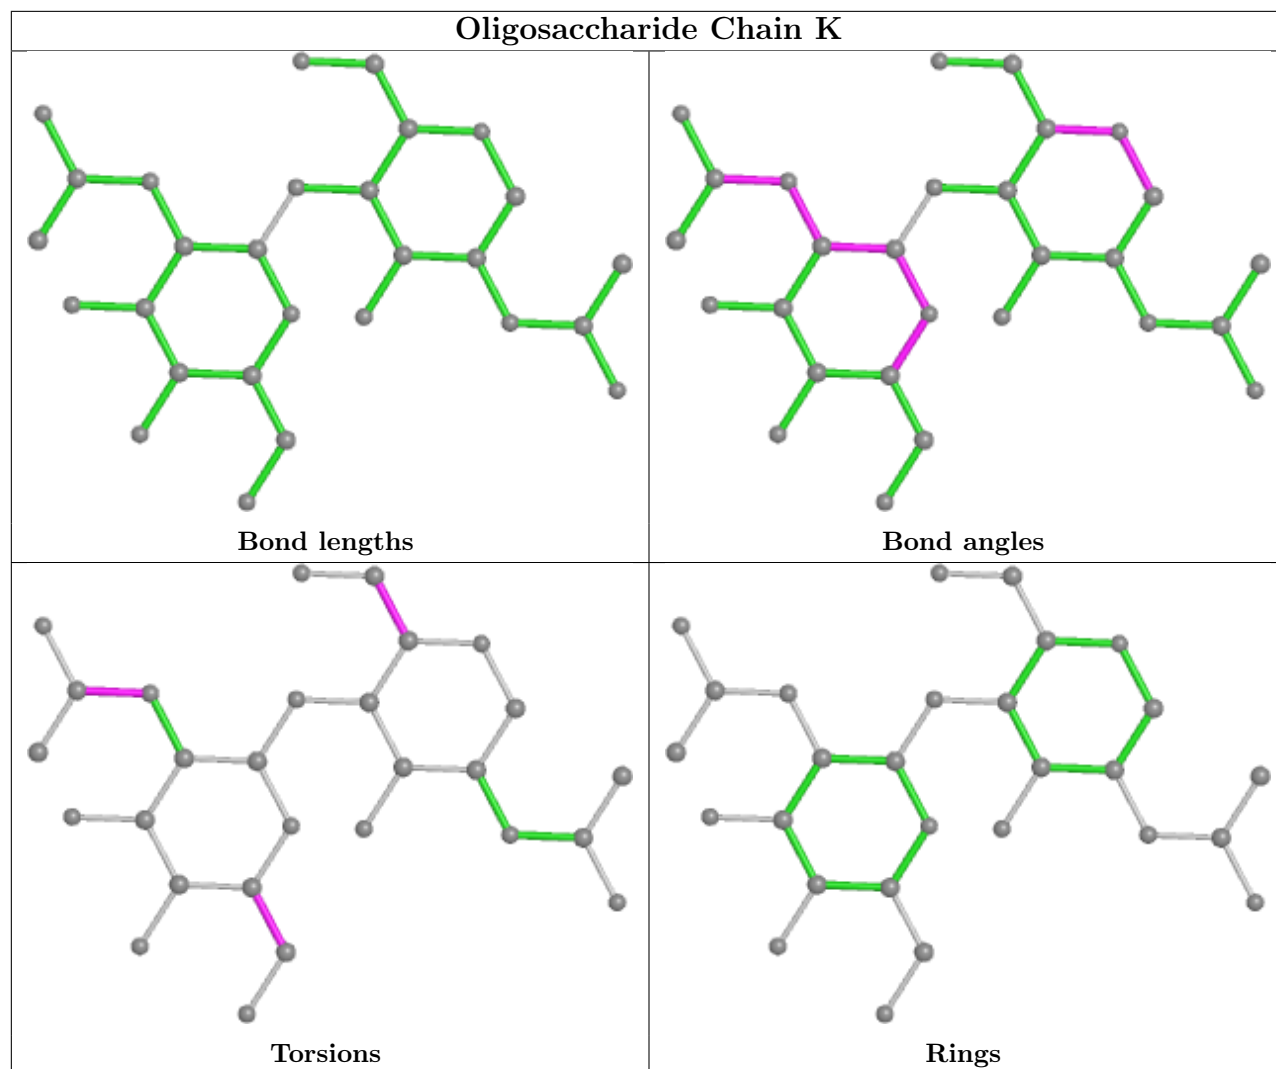 Oligosaccharide Chain K
Bond lengths
Bond angles
Torsions
Rings